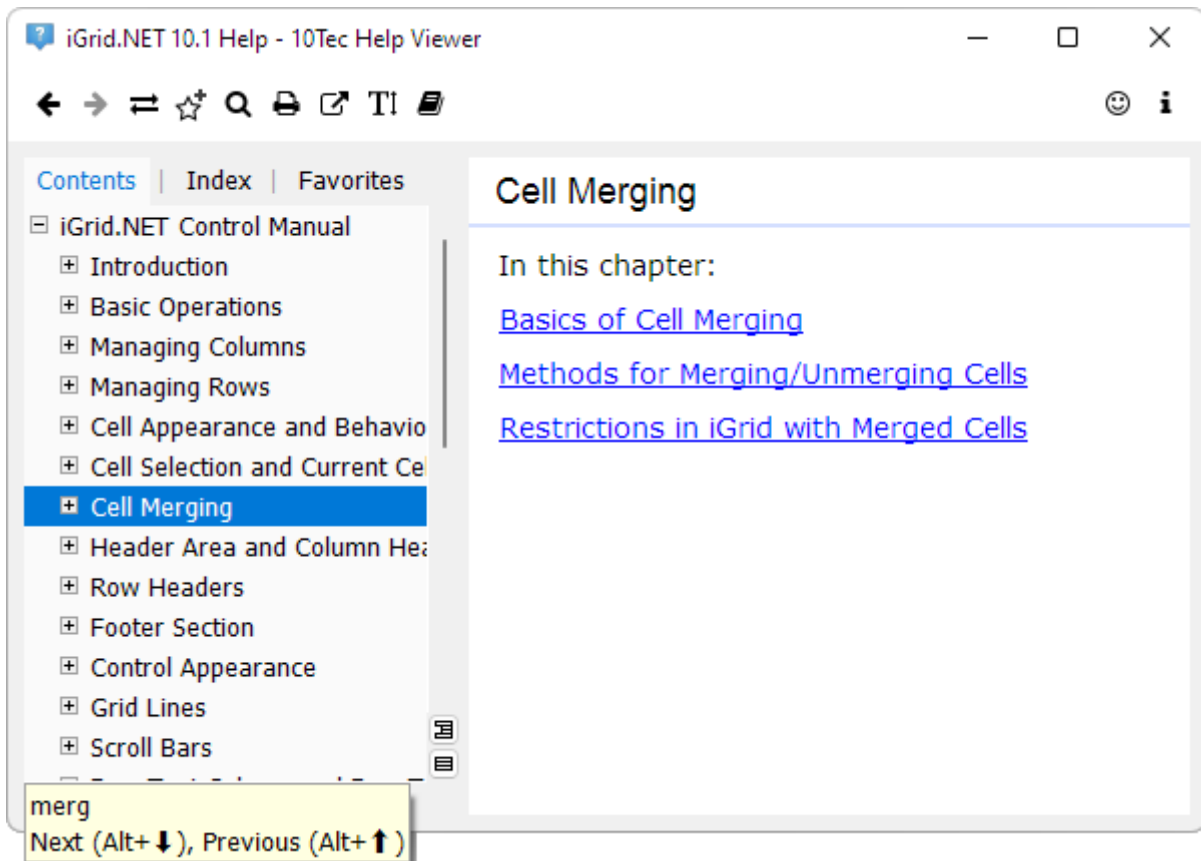 iGrid.NET 10.1 Help - 10Tec Help Viewer
Contents | Index | Favorites
iGrid.NET Control Manual
Introduction
Basic Operations
Managing Columns
Managing Rows
Cell Appearance and Behavio
Cell Selection and Current Ce
Cell Merging
Header Area and Column Hea
Row Headers
Footer Section
Control Appearance
Grid Lines
Scroll Bars
merg
Next (Alt+⬇), Previous (Alt+⬆)
Cell Merging
In this chapter:
Basics of Cell Merging
Methods for Merging/Unmerging Cells
Restrictions in iGrid with Merged Cells